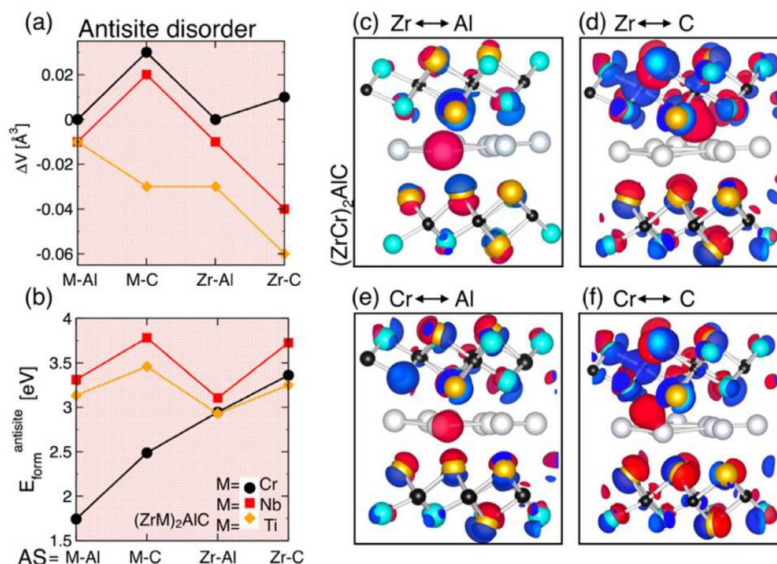 (a) Antisite disorder
0.02
0
-0.02
-0.04
-0.06
ΔV [Å³]
M-Al M-C Zr-Al Zr-C
(b)
4
3.5
3
2.5
2
1.5
E_form^antisite [eV]
M= Cr
M= Nb
(ZrM)₂AlC M= Ti
AS= M-Al M-C Zr-Al Zr-C
(c) Zr ⟷ Al
(d) Zr ⟷ C
(ZrCr)₂AlC
(e) Cr ⟷ Al
(f) Cr ⟷ C